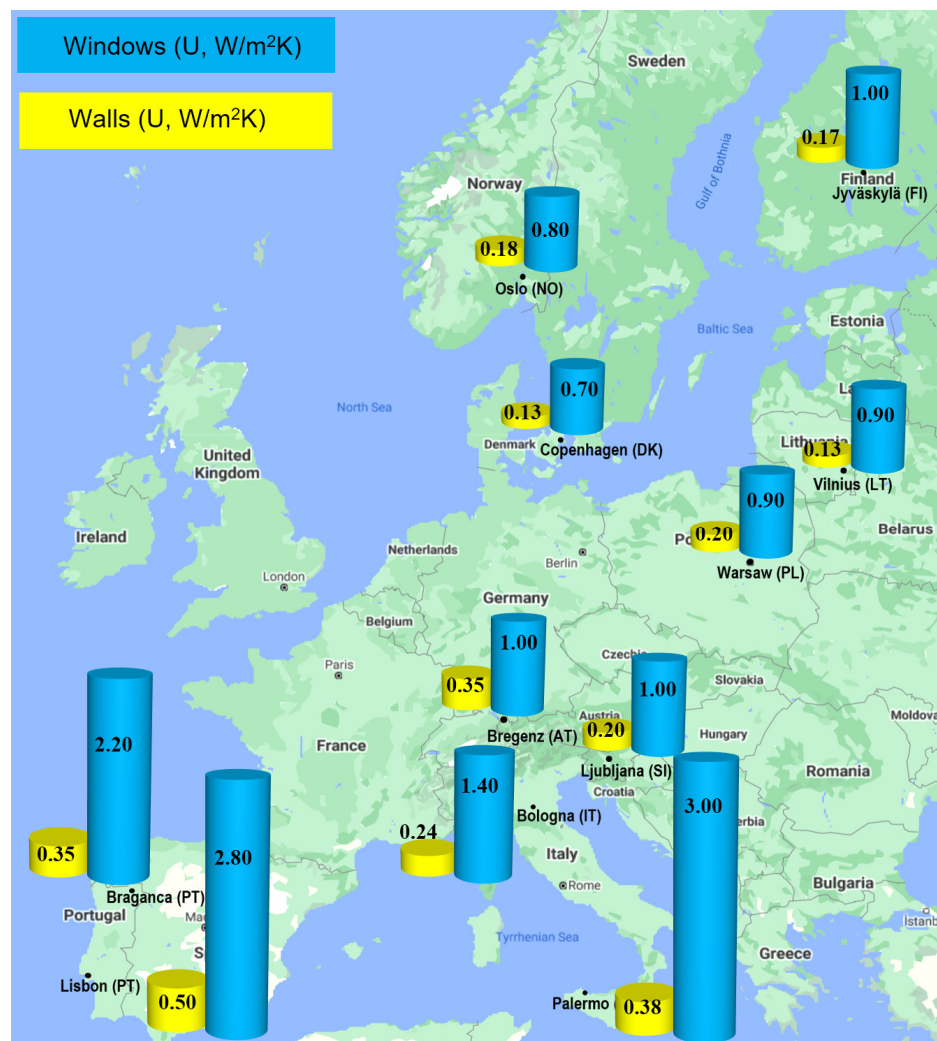 Windows (U, W/m²K)
Walls (U, W/m²K)
Sweden
Gulf of Bothnia
1.00
0.17
Finland
Jyväskylä (FI)
Norway
0.80
0.18
Oslo (NO)
Estonia
Baltic Sea
North Sea
0.70
0.13
Denmark
Copenhagen (DK)
0.90
Lithuania
0.13
Vilnius (LT)
United
Kingdom
Ireland
0.90
0.20
Warsaw (PL)
Belarus
Netherlands
Berlin
London
Germany
Belgium
1.00
0.35
Bregenz (AT)
Paris
France
Czechia
Slovakia
Austria
Hungary
Moldova
1.00
0.20
Ljubljana (SI)
Croatia
Romania
2.20
0.35
Braganca (PT)
Portugal
1.40
0.24
Bologna (IT)
Italy
Rome
3.00
0.38
Palermo
2.80
0.50
Lisbon (PT)
Bulgaria
Greece
Tyrrhenian Sea